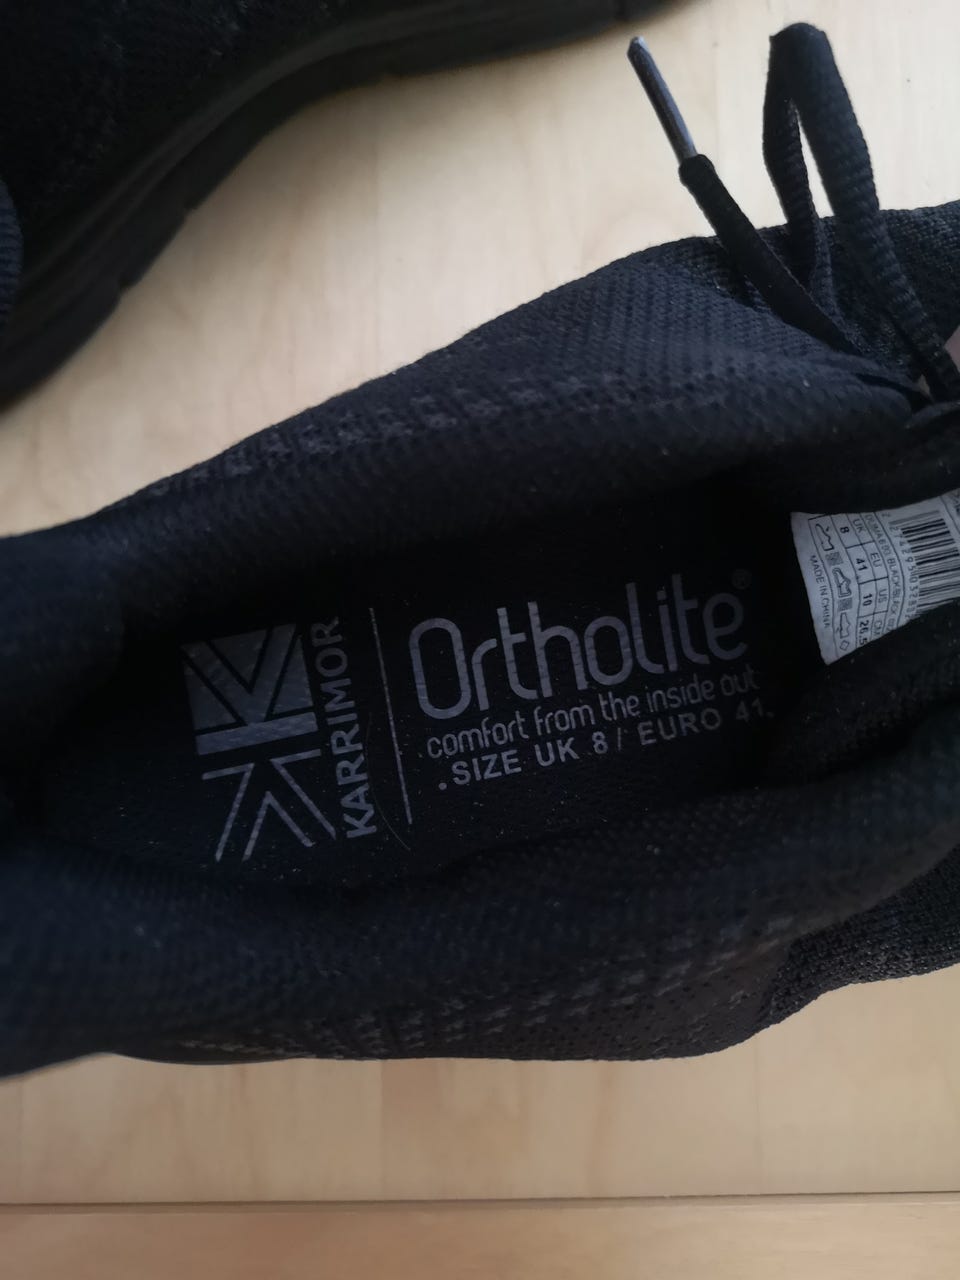 KARRIMOR
Ortholite®
comfort from the inside out
.SIZE UK 8/ EURO 41.
UK EU US
8 41 10 26.5
MADE IN CHINA